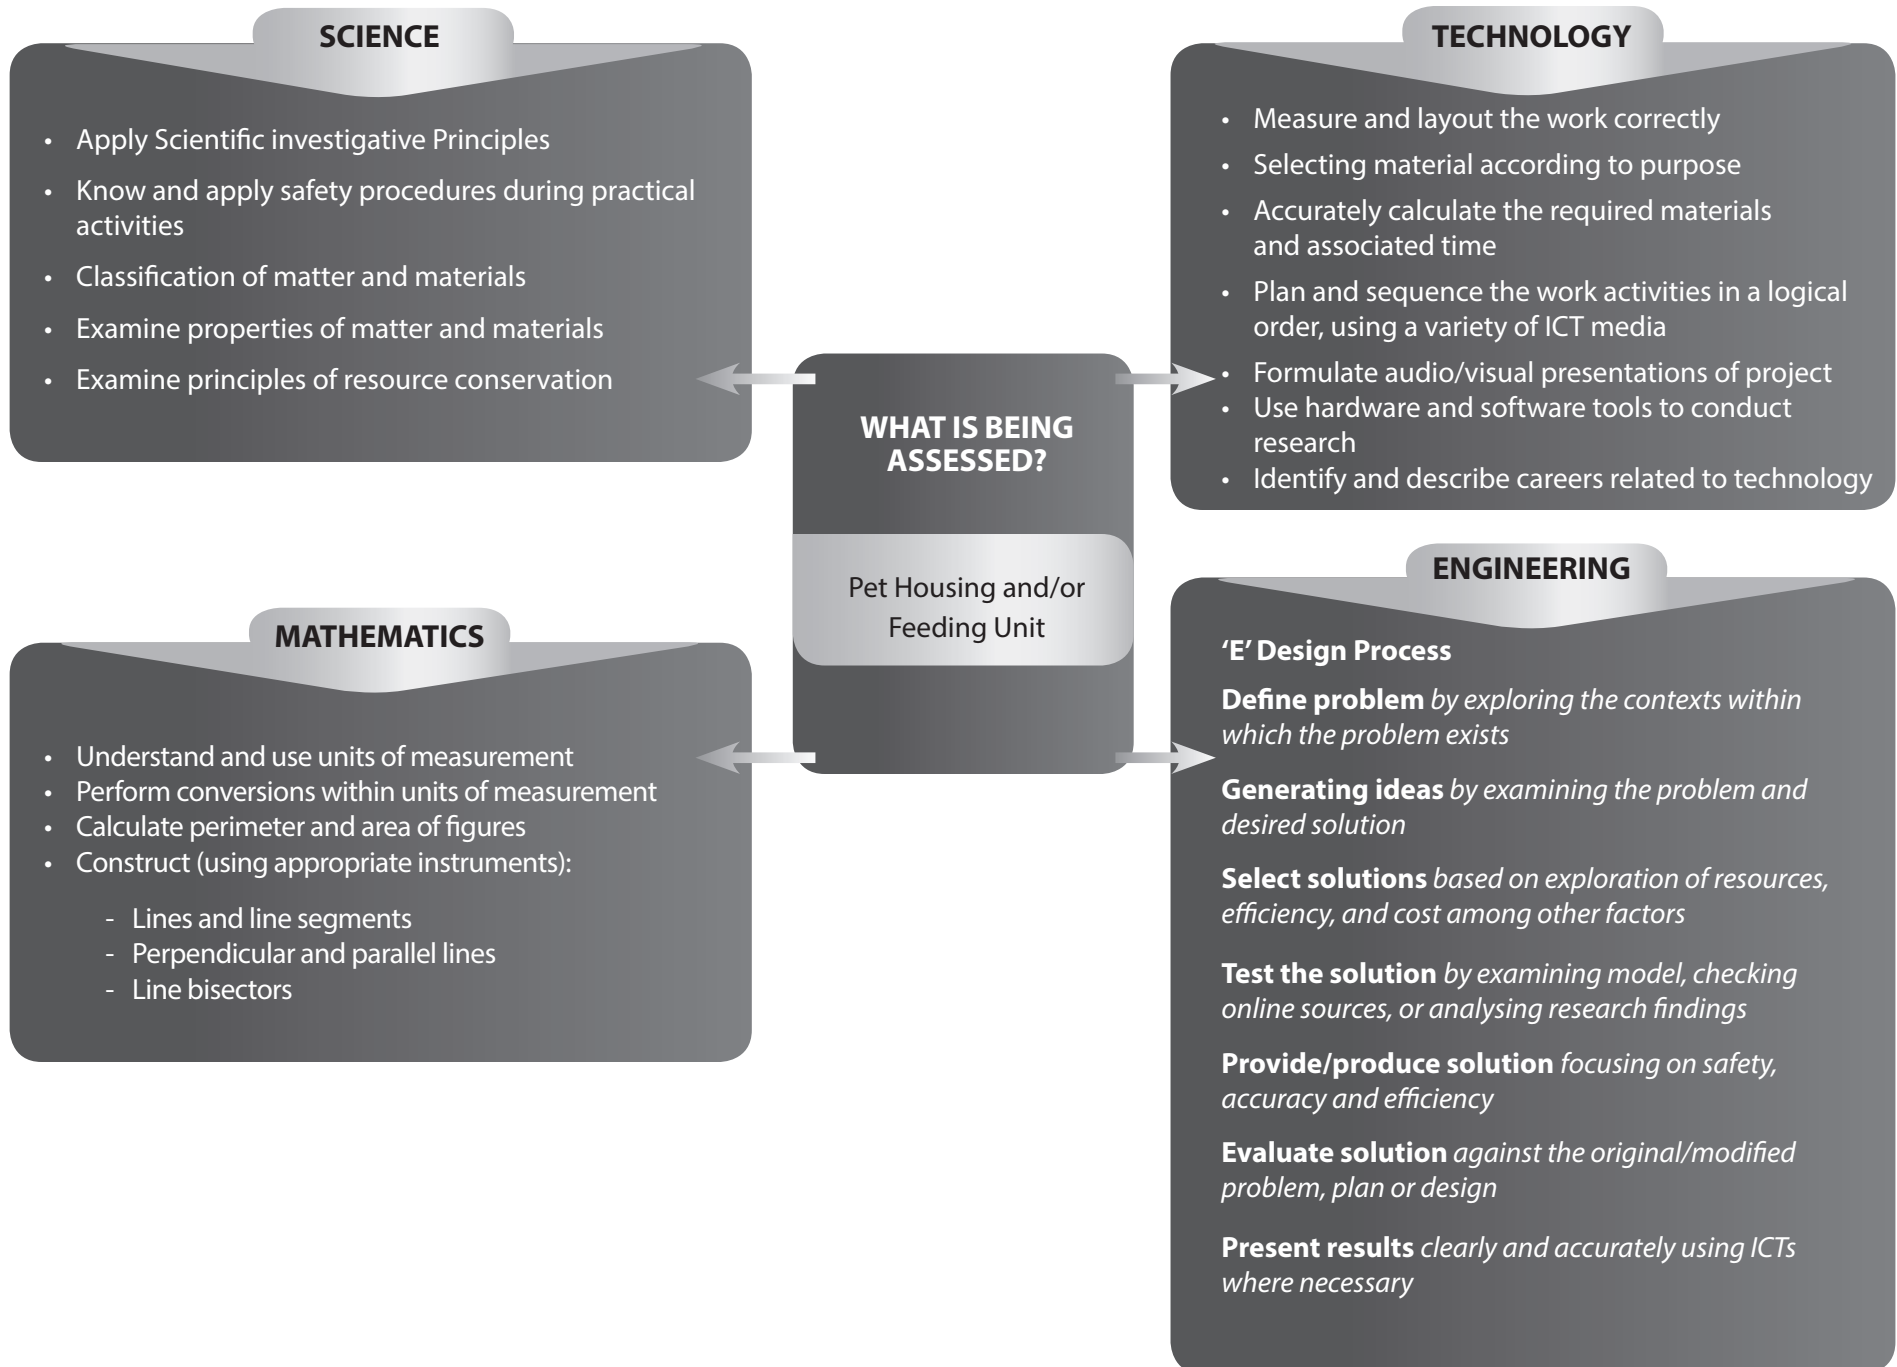 SCIENCE
• Apply Scientific investigative Principles
• Know and apply safety procedures during practical
activities
• Classification of matter and materials
• Examine properties of matter and materials
• Examine principles of resource conservation
TECHNOLOGY
• Measure and layout the work correctly
• Selecting material according to purpose
• Accurately calculate the required materials
and associated time
• Plan and sequence the work activities in a logical
order, using a variety of ICT media
• Formulate audio/visual presentations of project
• Use hardware and software tools to conduct
research
• Identify and describe careers related to technology
WHAT IS BEING
ASSESSED?
Pet Housing and/or
Feeding Unit
MATHEMATICS
• Understand and use units of measurement
• Perform conversions within units of measurement
• Calculate perimeter and area of figures
• Construct (using appropriate instruments):
- Lines and line segments
- Perpendicular and parallel lines
- Line bisectors
ENGINEERING
‘E’ Design Process
Define problem by exploring the contexts within
which the problem exists
Generating ideas by examining the problem and
desired solution
Select solutions based on exploration of resources,
efficiency, and cost among other factors
Test the solution by examining model, checking
online sources, or analysing research findings
Provide/produce solution focusing on safety,
accuracy and efficiency
Evaluate solution against the original/modified
problem, plan or design
Present results clearly and accurately using ICTs
where necessary